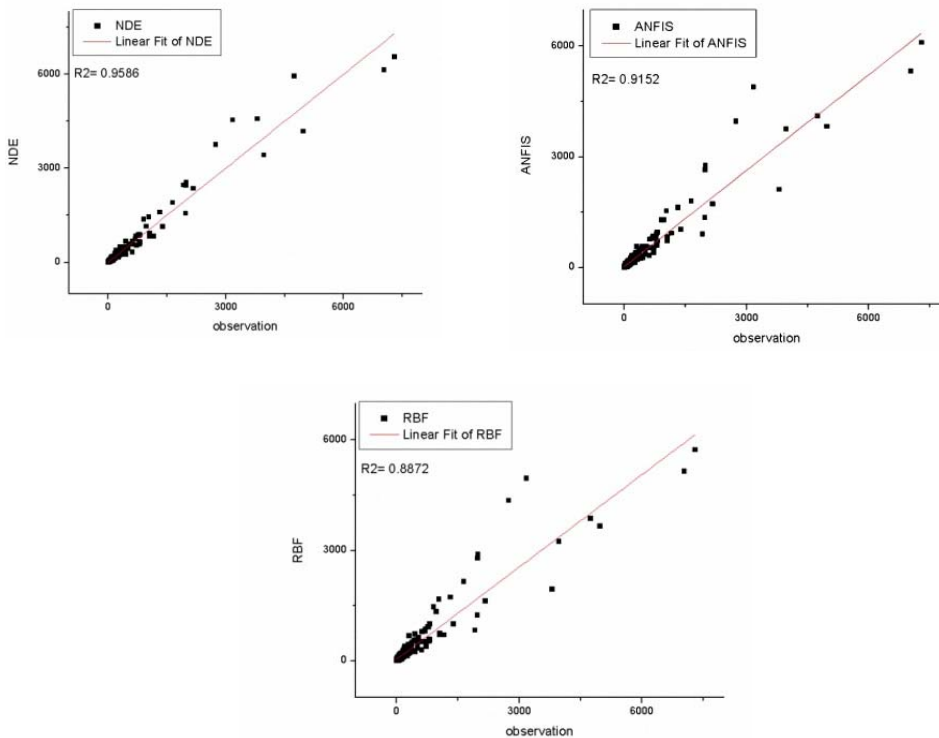 NDE
Linear Fit of NDE
R2= 0.9586
6000
3000
0
NDE
0
3000
6000
observation
ANFIS
Linear Fit of ANFIS
R2= 0.9152
6000
3000
0
ANFIS
0
3000
6000
observation
RBF
Linear Fit of RBF
R2= 0.8872
6000
3000
0
RBF
0
3000
6000
observation